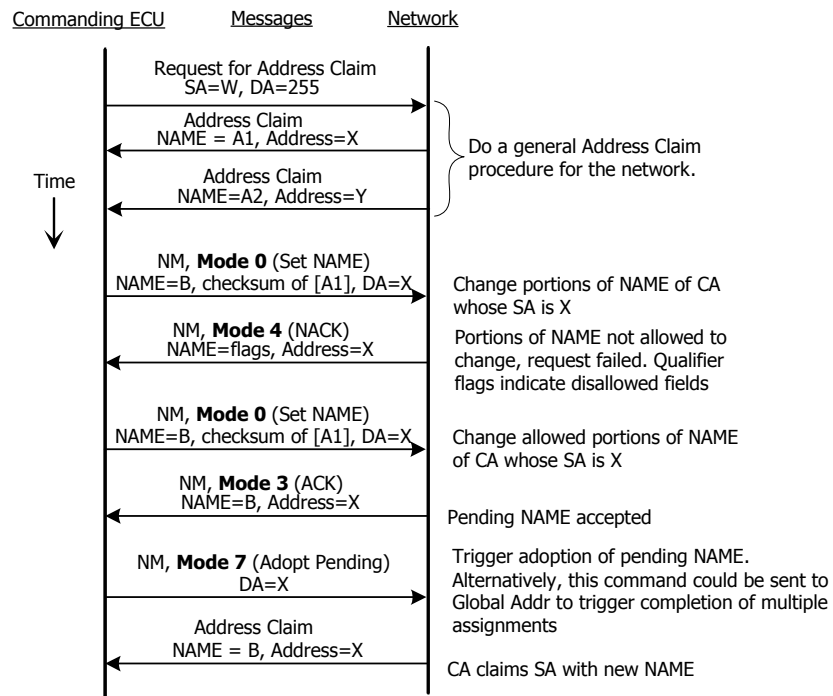 Commanding ECU
Messages
Network
Request for Address Claim
SA=W, DA=255
Address Claim
NAME = A1, Address=X
Do a general Address Claim
procedure for the network.
Time
Address Claim
NAME=A2, Address=Y
NM, Mode 0 (Set NAME)
NAME=B, checksum of [A1], DA=X
Change portions of NAME of CA
whose SA is X
NM, Mode 4 (NACK)
NAME=flags, Address=X
Portions of NAME not allowed to
change, request failed. Qualifier
flags indicate disallowed fields
NM, Mode 0 (Set NAME)
NAME=B, checksum of [A1], DA=X
Change allowed portions of NAME
of CA whose SA is X
NM, Mode 3 (ACK)
NAME=B, Address=X
Pending NAME accepted
NM, Mode 7 (Adopt Pending)
DA=X
Trigger adoption of pending NAME.
Alternatively, this command could be sent to
Global Addr to trigger completion of multiple
assignments
Address Claim
NAME = B, Address=X
CA claims SA with new NAME